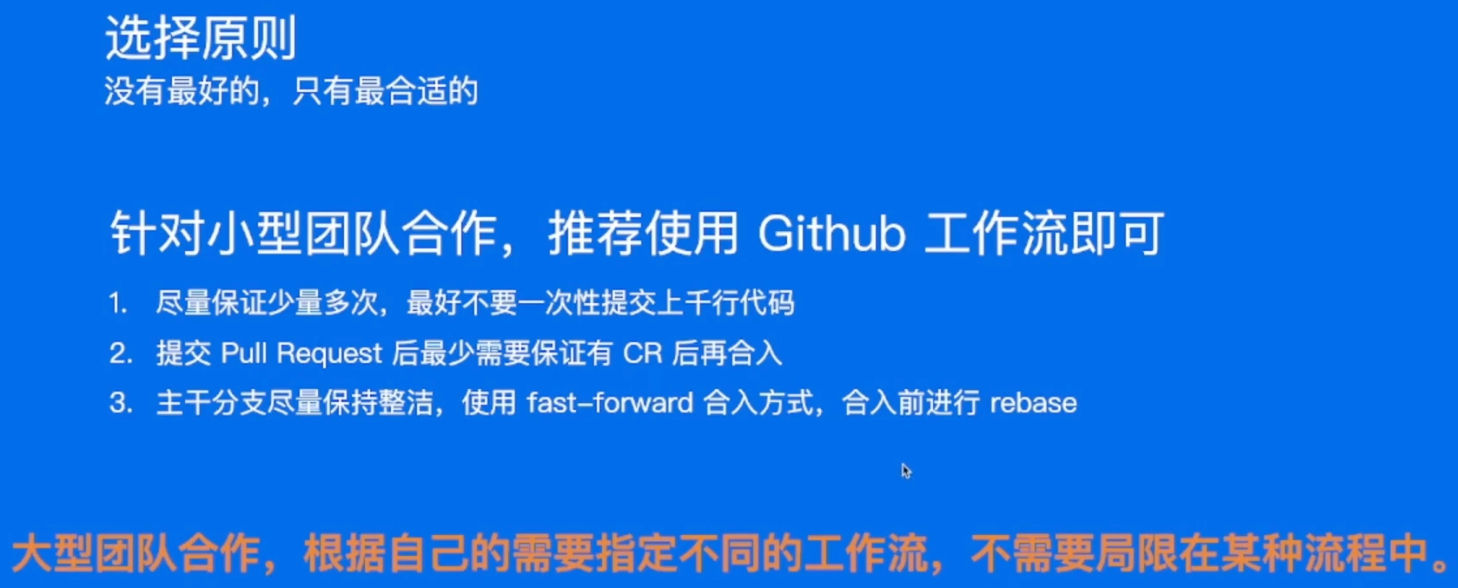 选择原则
没有最好的，只有最合适的
针对小型团队合作，推荐使用 Github 工作流即可
1. 尽量保证少量多次，最好不要一次性提交上千行代码
2. 提交 Pull Request 后最少需要保证有 CR 后再合入
3. 主干分支尽量保持整洁，使用 fast-forward 合入方式，合入前进行 rebase
大型团队合作，根据自己的需要指定不同的工作流，不需要局限在某种流程中。